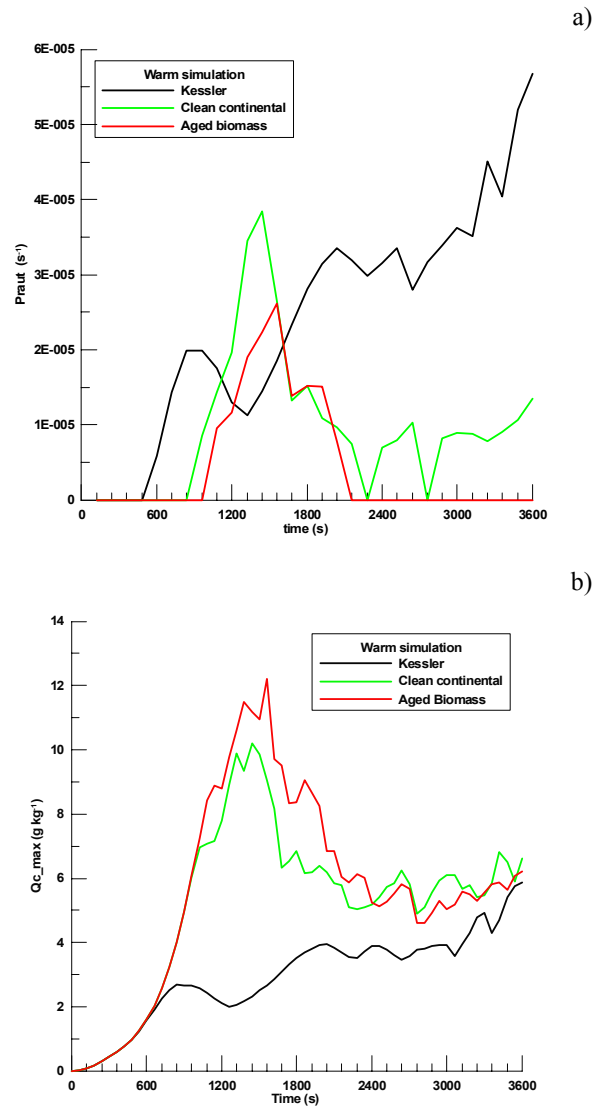 a)
6E-005
5E-005
4E-005
3E-005
2E-005
1E-005
0
Praut (s-1)
Warm simulation
Kessler
Clean continental
Aged biomass
0 600 1200 1800 2400 3000 3600
time (s)
b)
14
12
10
8
6
4
2
0
Qc_max (g kg-1)
Warm simulation
Kessler
Clean continental
Aged Biomass
0 600 1200 1800 2400 3000 3600
Time (s)